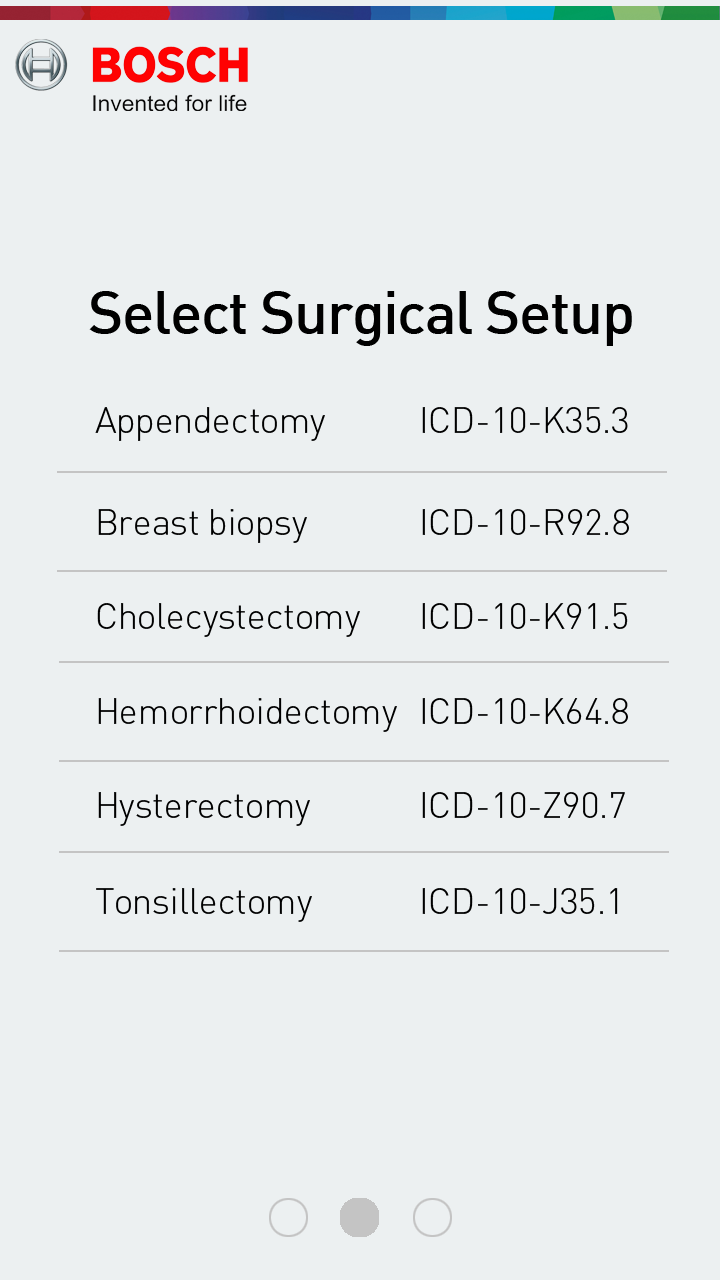 BOSCH
Invented for life
Select Surgical Setup
Appendectomy ICD-10-K35.3
Breast biopsy ICD-10-R92.8
Cholecystectomy ICD-10-K91.5
Hemorrhoidectomy ICD-10-K64.8
Hysterectomy ICD-10-Z90.7
Tonsillectomy ICD-10-J35.1